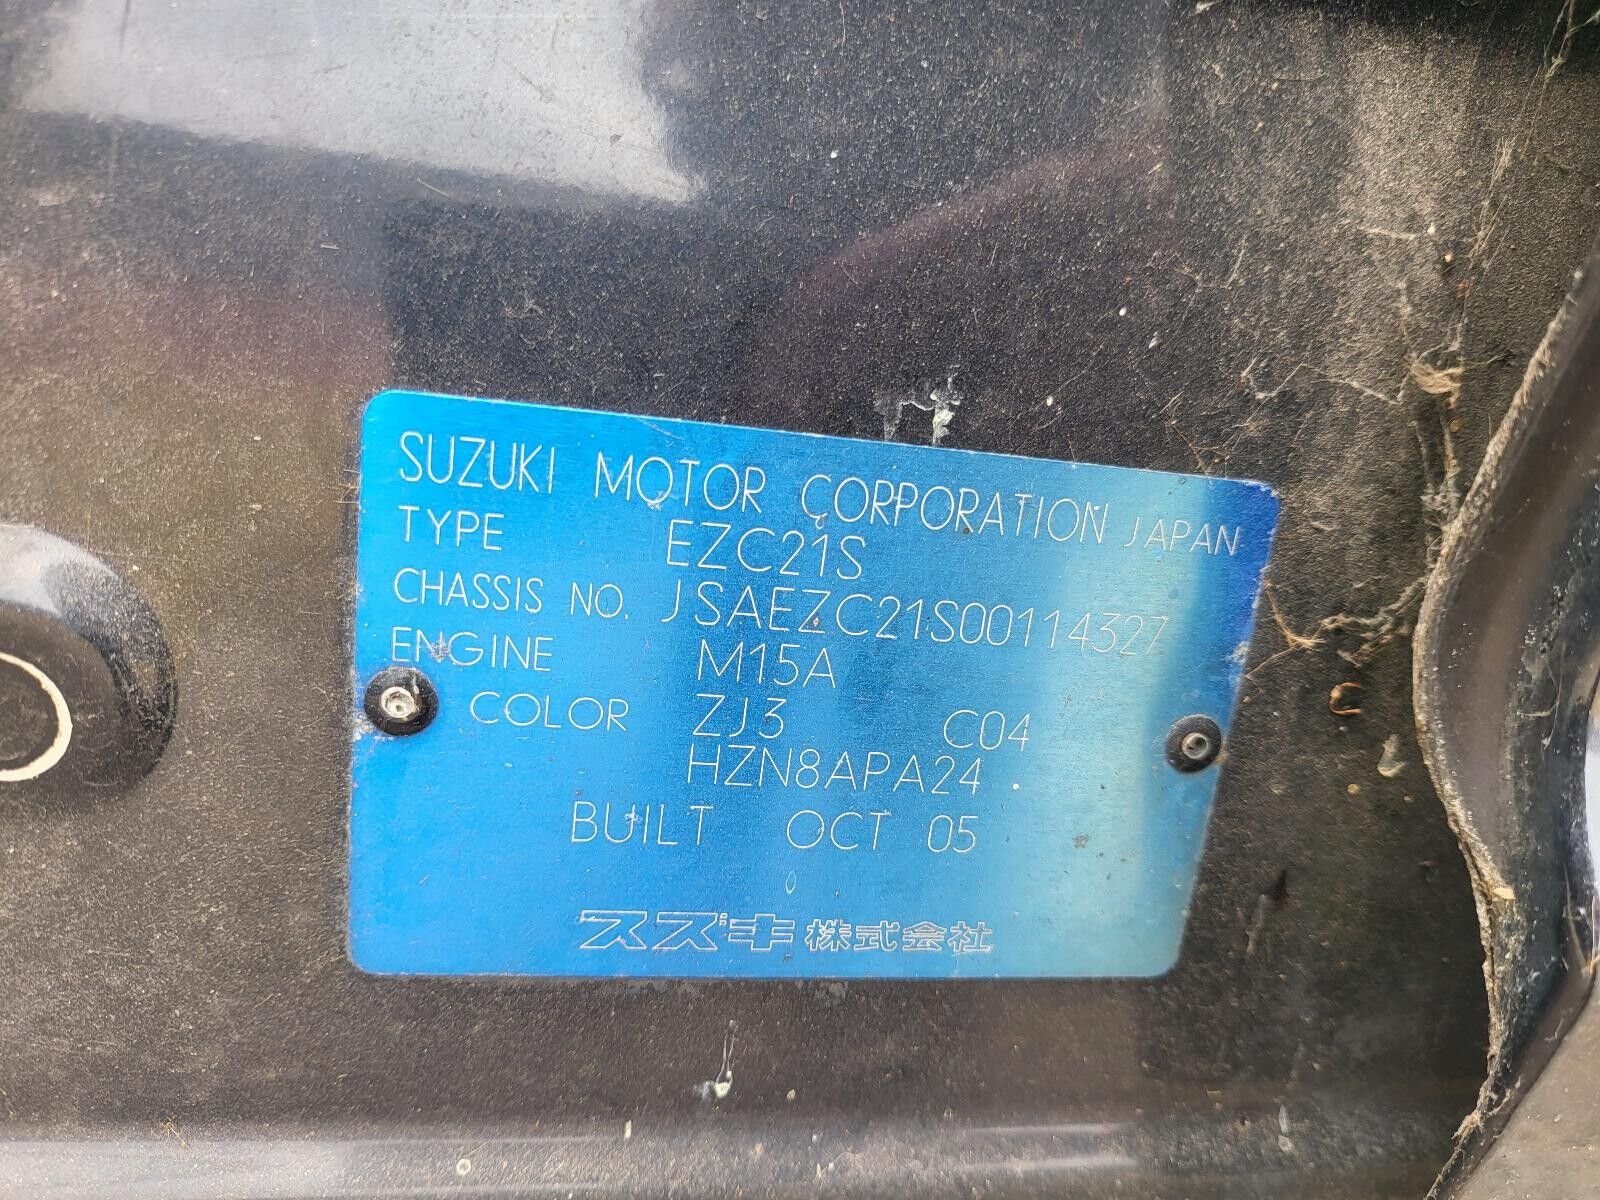 SUZUKI MOTOR CORPORATION JAPAN
TYPE EZC21S
CHASSIS NO. JSAEZC21S00114327
ENGINE M15A
COLOR ZJ3 C04
HZN8APA24
BUILT OCT 05
スズキ株式会社